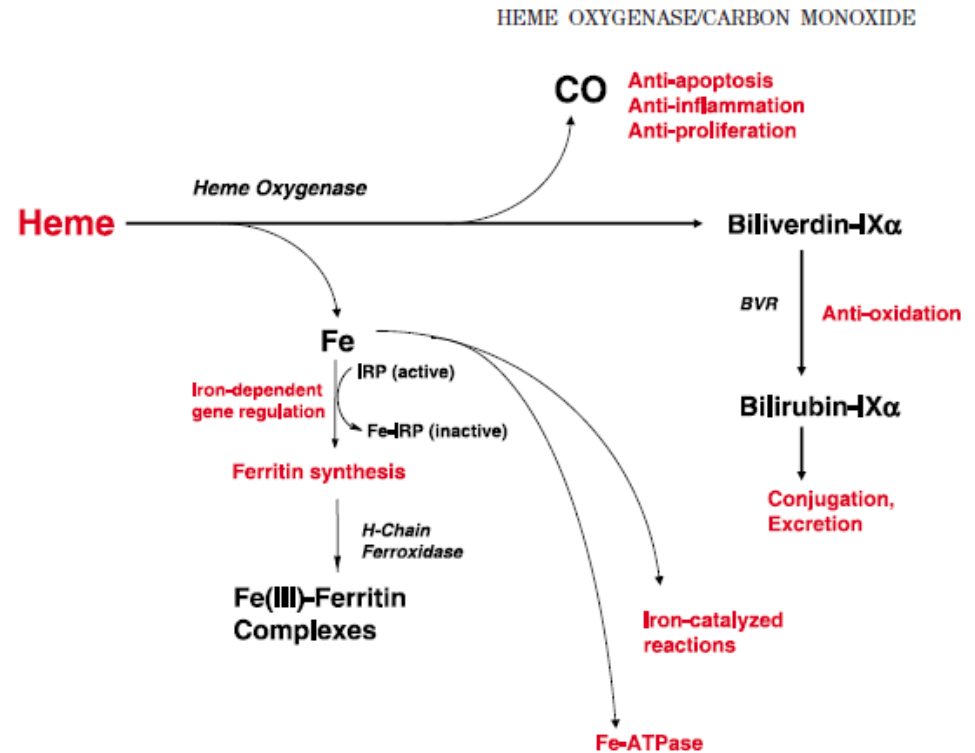 HEME OXYGENASE/CARBON MONOXIDE
CO
Anti-apoptosis
Anti-inflammation
Anti-proliferation
Heme Oxygenase
Heme
Biliverdin-IXα
BVR
Anti-oxidation
Fe
IRP (active)
Iron-dependent
gene regulation
Fe-IRP (inactive)
Bilirubin-IXα
Ferritin synthesis
Conjugation,
Excretion
H-Chain
Ferroxidase
Fe(III)-Ferritin
Complexes
Iron-catalyzed
reactions
Fe-ATPase